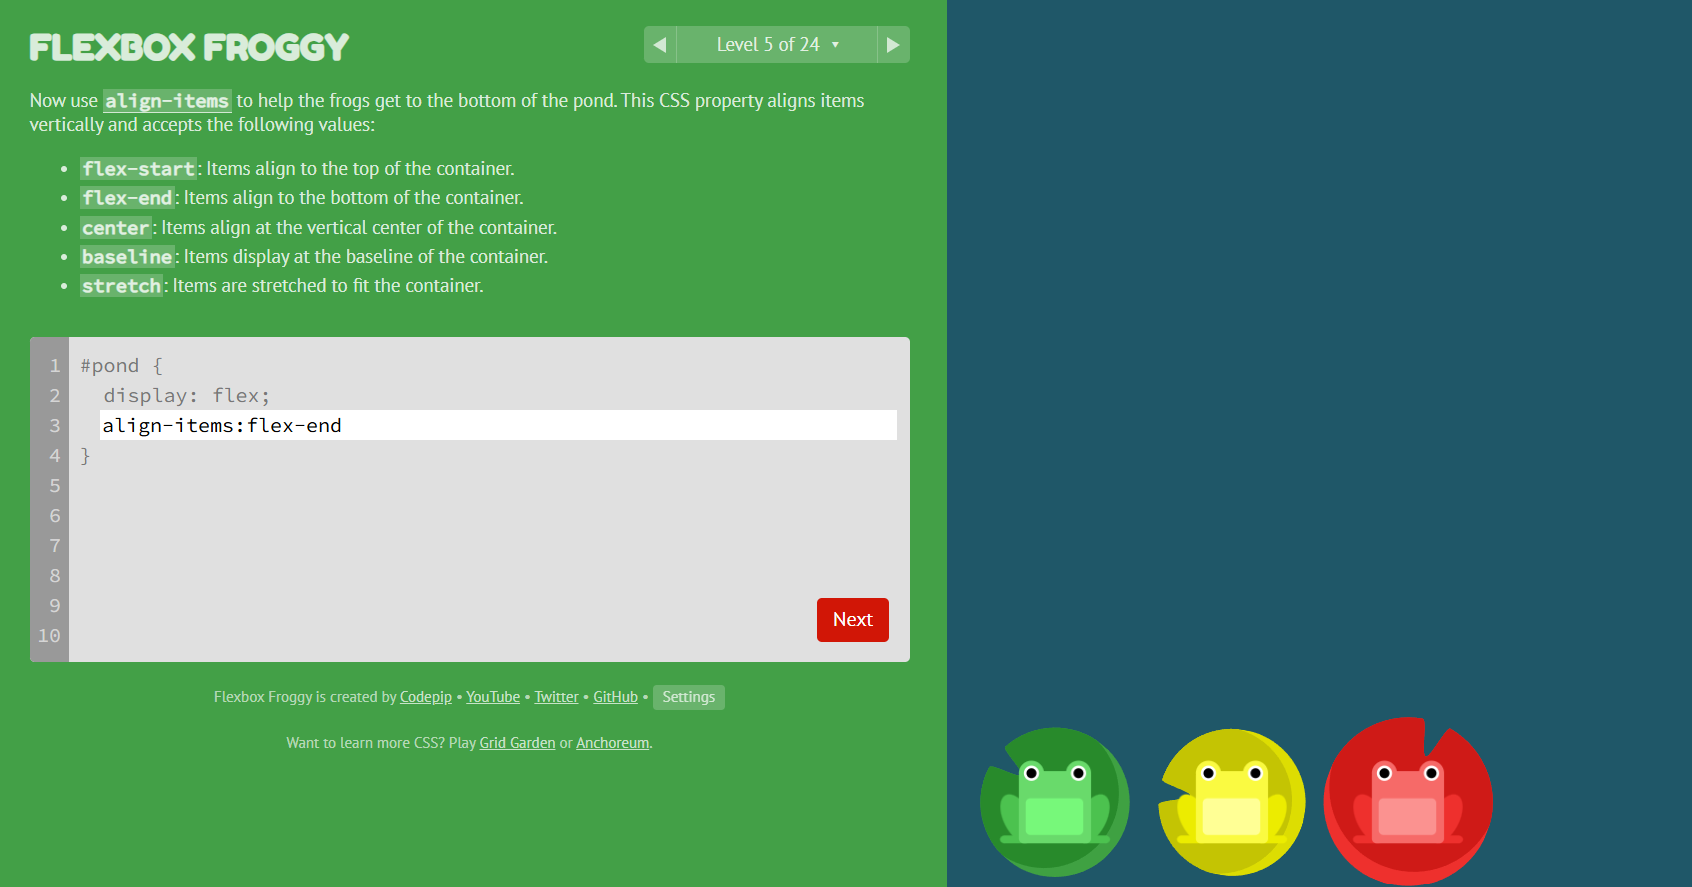 FLEXBOX FROGGY
◀ Level 5 of 24 ▾ ▶
Now use align-items to help the frogs get to the bottom of the pond. This CSS property aligns items
vertically and accepts the following values:
• flex-start: Items align to the top of the container.
• flex-end: Items align to the bottom of the container.
• center: Items align at the vertical center of the container.
• baseline: Items display at the baseline of the container.
• stretch: Items are stretched to fit the container.
1 #pond {
2 display: flex;
3 align-items:flex-end
4 }
5
6
7
8
9
10
Next
Flexbox Froggy is created by Codepip • YouTube • Twitter • GitHub • Settings
Want to learn more CSS? Play Grid Garden or Anchoreum.